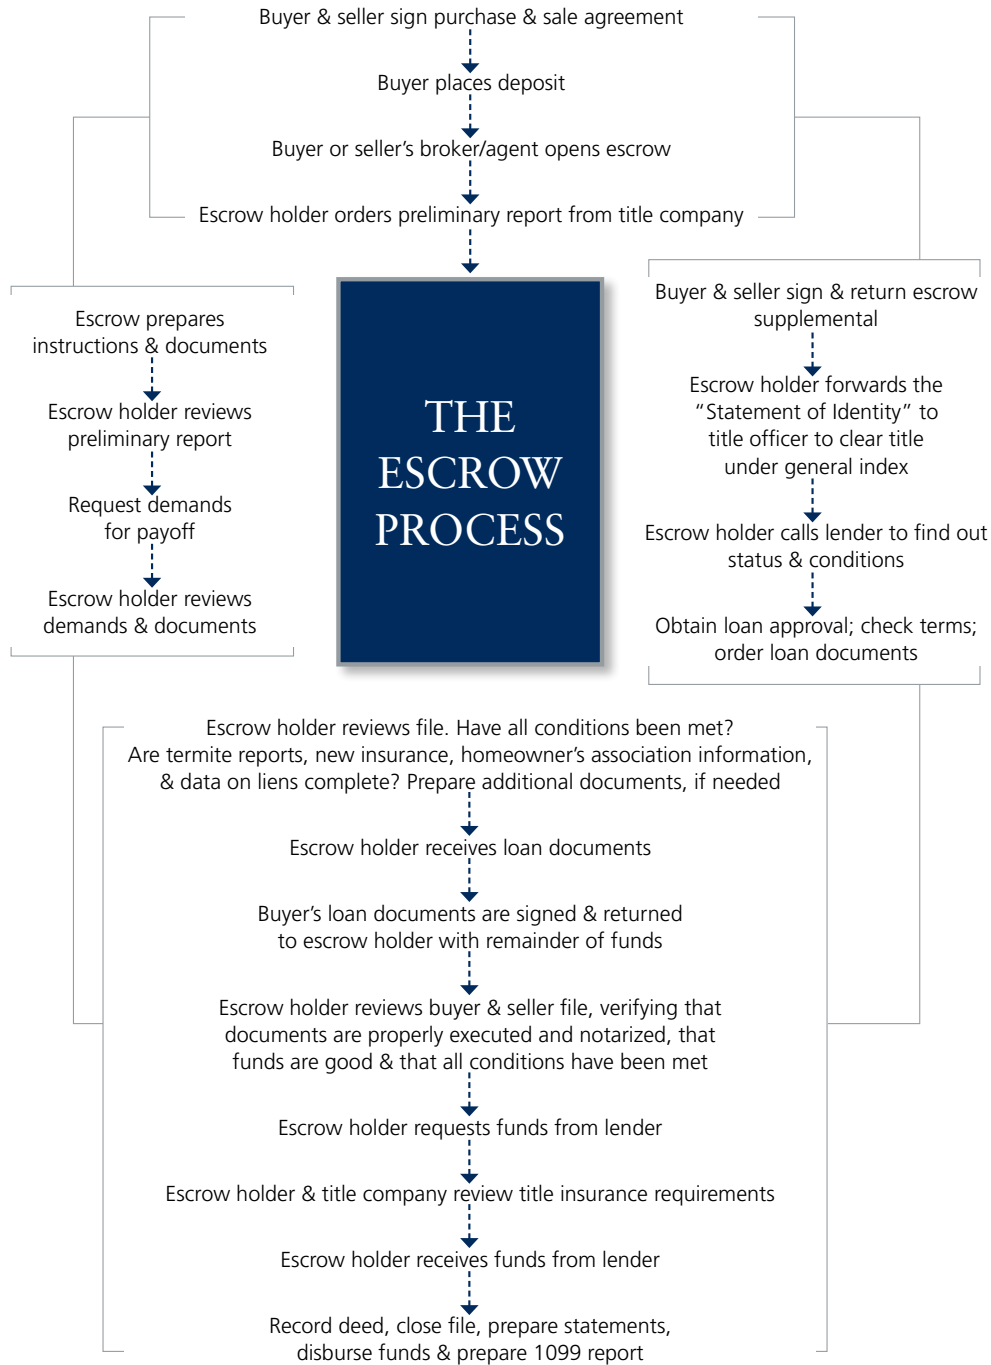 Buyer & seller sign purchase & sale agreement
Buyer places deposit
Buyer or seller's broker/agent opens escrow
Escrow holder orders preliminary report from title company
Escrow prepares
instructions & documents
Escrow holder reviews
preliminary report
Request demands
for payoff
Escrow holder reviews
demands & documents
THE
ESCROW
PROCESS
Buyer & seller sign & return escrow
supplemental
Escrow holder forwards the
“Statement of Identity” to
title officer to clear title
under general index
Escrow holder calls lender to find out
status & conditions
Obtain loan approval; check terms;
order loan documents
Escrow holder reviews file. Have all conditions been met?
Are termite reports, new insurance, homeowner's association information,
& data on liens complete? Prepare additional documents, if needed
Escrow holder receives loan documents
Buyer's loan documents are signed & returned
to escrow holder with remainder of funds
Escrow holder reviews buyer & seller file, verifying that
documents are properly executed and notarized, that
funds are good & that all conditions have been met
Escrow holder requests funds from lender
Escrow holder & title company review title insurance requirements
Escrow holder receives funds from lender
Record deed, close file, prepare statements,
disburse funds & prepare 1099 report